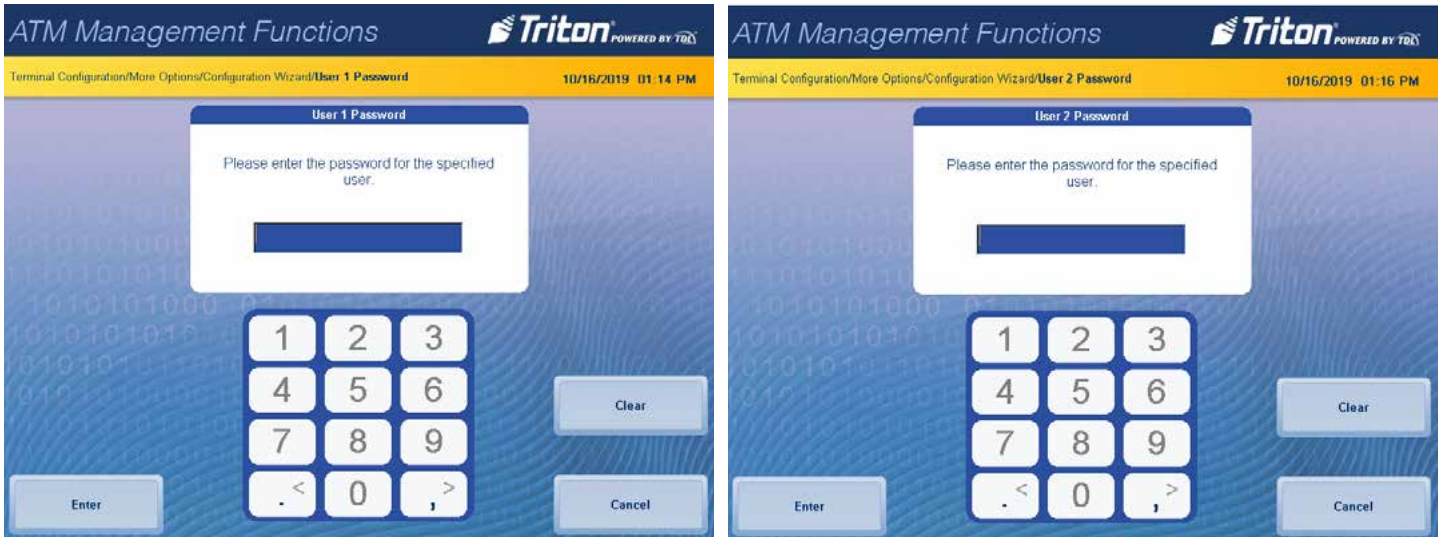 ATM Management Functions
Triton POWERED BY TDL
Terminal Configuration/More Options/Configuration Wizard/User 1 Password 10/16/2019 01:14 PM
User 1 Password
Please enter the password for the specified
user.
1 2 3
4 5 6
7 8 9
.< 0 ,>
Clear
Enter
Cancel
ATM Management Functions
Triton POWERED BY TDL
Terminal Configuration/More Options/Configuration Wizard/User 2 Password 10/16/2019 01:16 PM
User 2 Password
Please enter the password for the specified
user.
1 2 3
4 5 6
7 8 9
.< 0 ,>
Clear
Enter
Cancel